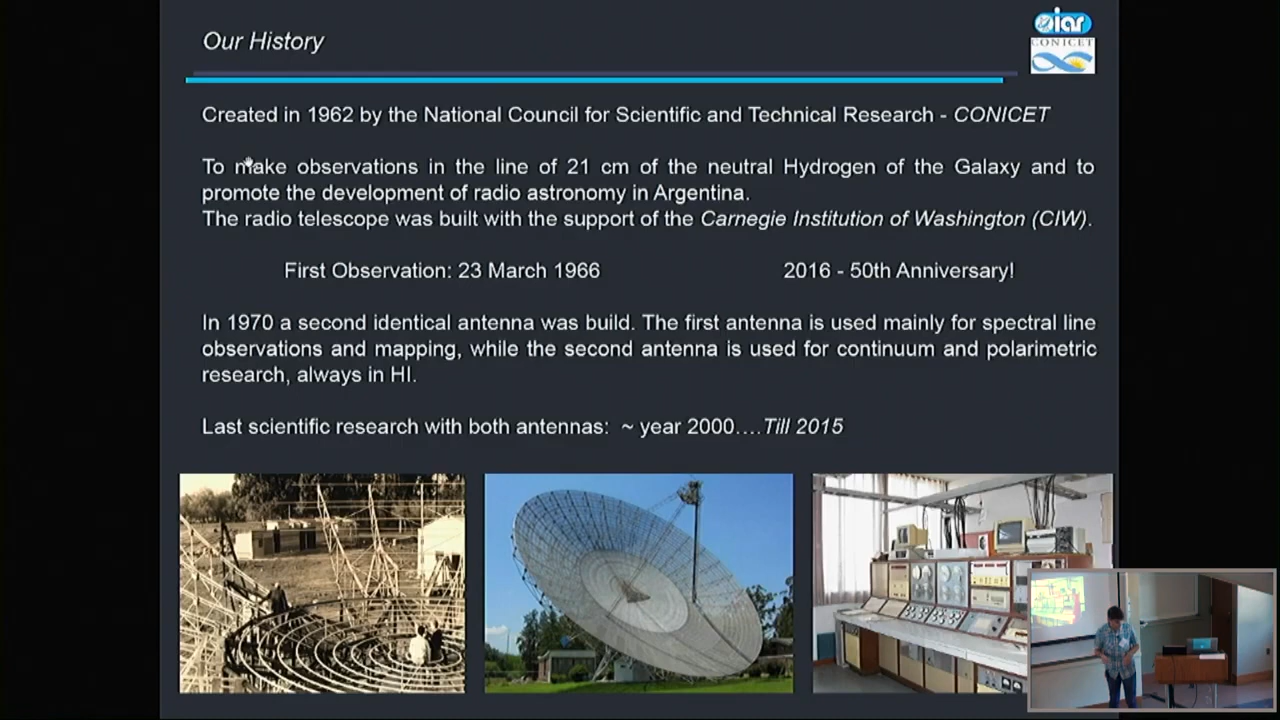 Our History
iar
CONICET
Created in 1962 by the National Council for Scientific and Technical Research - CONICET
To make observations in the line of 21 cm of the neutral Hydrogen of the Galaxy and to
promote the development of radio astronomy in Argentina.
The radio telescope was built with the support of the Carnegie Institution of Washington (CIW).
First Observation: 23 March 1966
2016 - 50th Anniversary!
In 1970 a second identical antenna was build. The first antenna is used mainly for spectral line
observations and mapping, while the second antenna is used for continuum and polarimetric
research, always in HI.
Last scientific research with both antennas: ~ year 2000....Till 2015